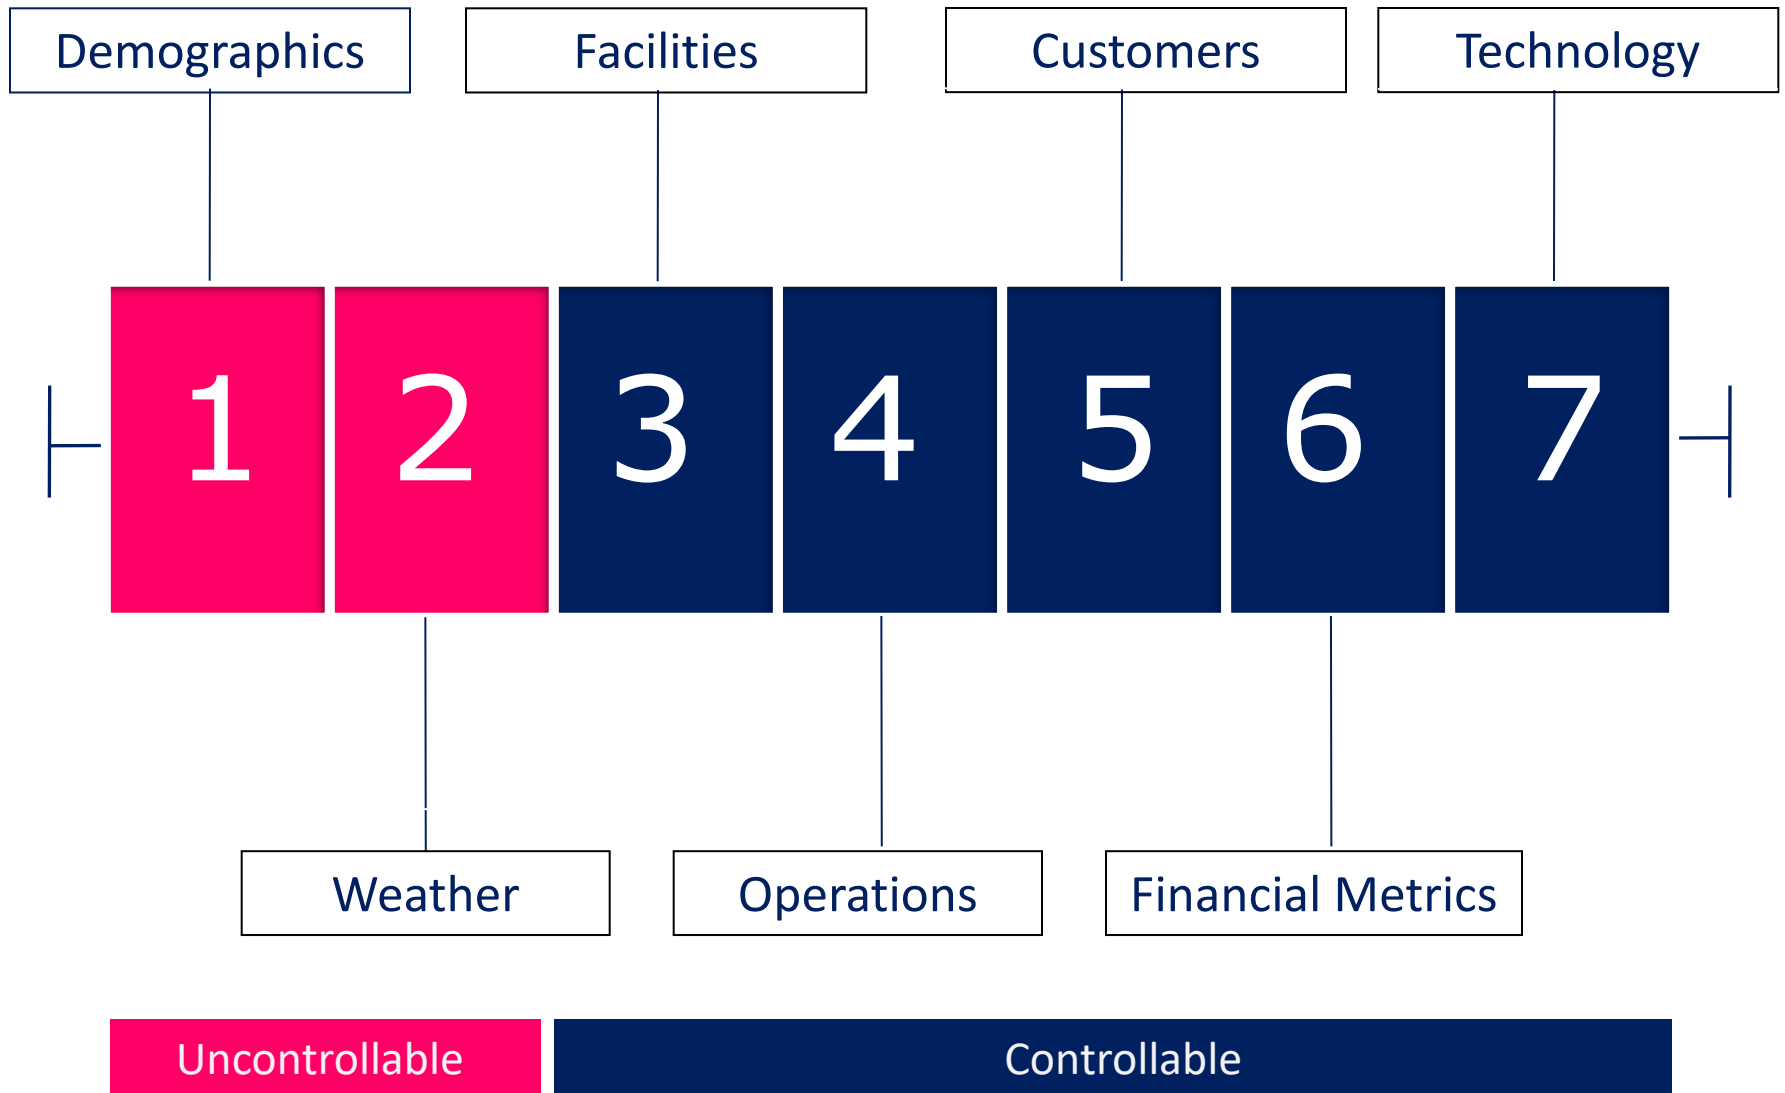 Demographics
Facilities
Customers
Technology
1
2
3
4
5
6
7
Weather
Operations
Financial Metrics
Uncontrollable
Controllable